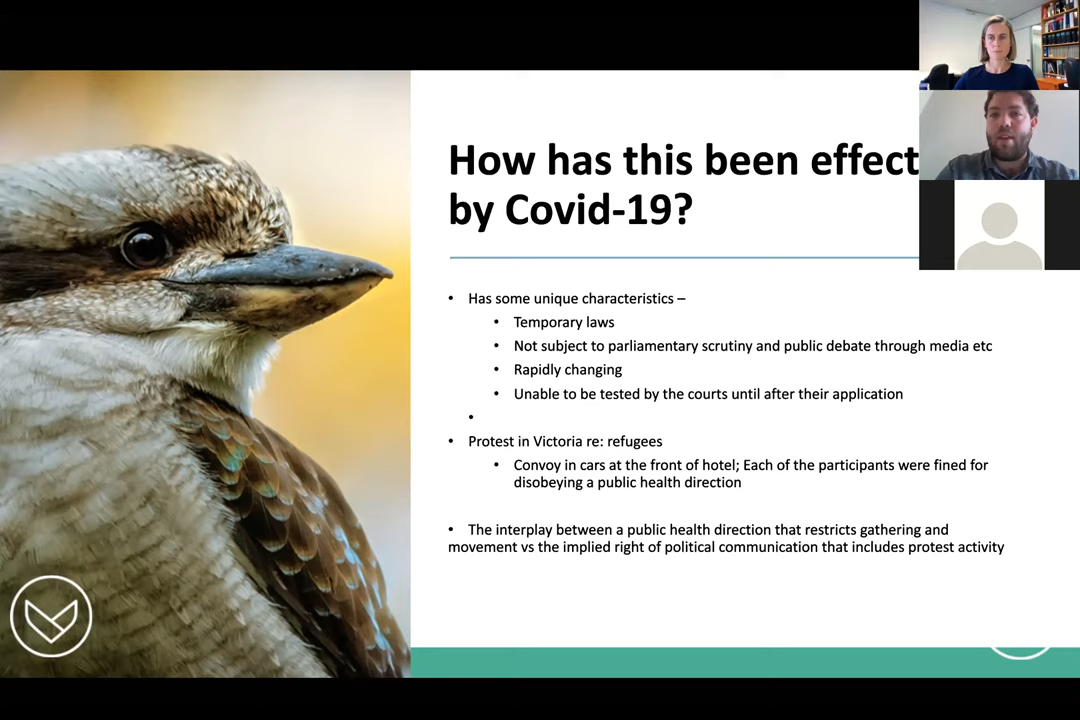 How has this been effect
by Covid-19?
• Has some unique characteristics –
• Temporary laws
• Not subject to parliamentary scrutiny and public debate through media etc
• Rapidly changing
• Unable to be tested by the courts until after their application
•
• Protest in Victoria re: refugees
• Convoy in cars at the front of hotel; Each of the participants were fined for
disobeying a public health direction
• The interplay between a public health direction that restricts gathering and
movement vs the implied right of political communication that includes protest activity